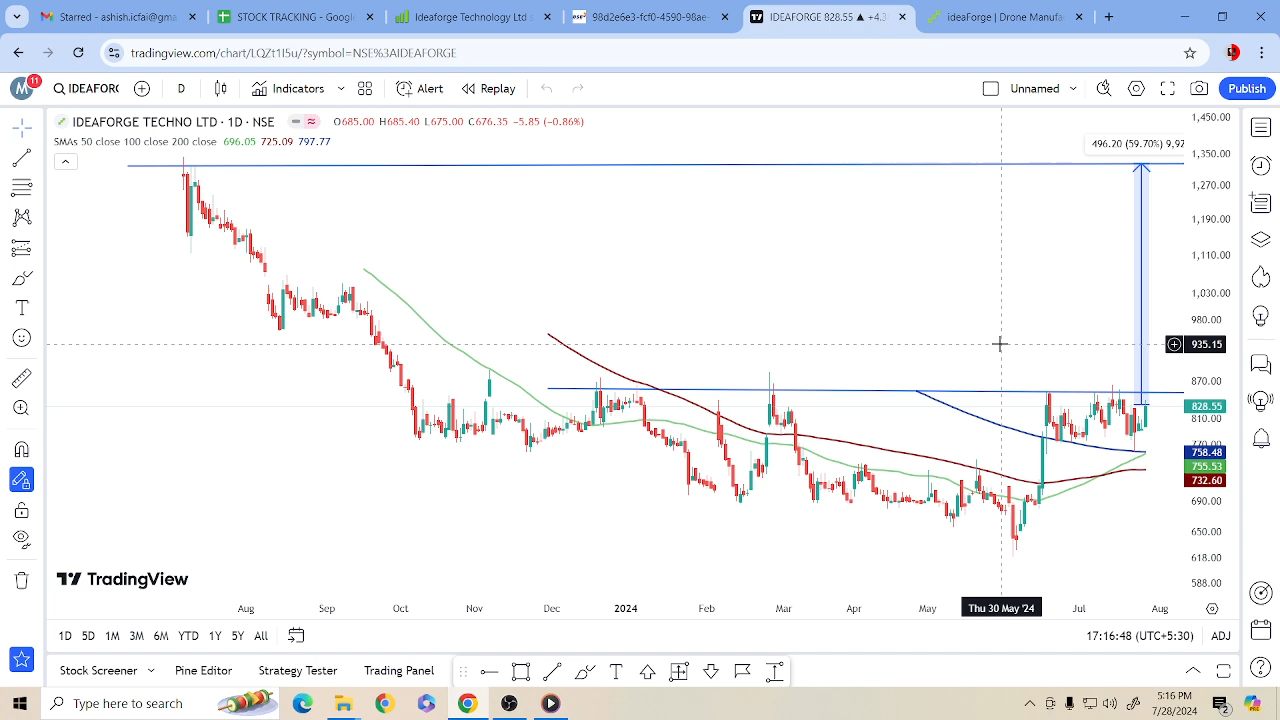 Starred - amanage
CHAMPIONS SHEET - G
IDEAFORGE Technology Ltd
98d2e6e3-fcf0-4590-98ae
IDEAFORGE 828.55 ▲ +4.3
ideaforge | Drone Manufa
tradingview.com/chart/LQZt1I5u/?symbol=NSE%3AIDEAFORGE
M 11 IDEAFORG D Indicators Alert Replay Unnamed Publish
IDEAFORGE TECHNO LTD · 1D · NSE O685.00 H685.40 L675.00 C676.35 −5.85 (−0.86%)
SMAs 50 close 100 close 200 close 696.05 725.09 797.77
496.20 (59.70%) 9,92
1,450.00
1,350.00
1,270.00
1,190.00
1,110.00
1,030.00
980.00
935.15
870.00
828.55
810.00
770.00
758.48
755.53
732.60
690.00
650.00
618.00
588.00
TradingView
Aug Sep Oct Nov Dec 2024 Feb Mar Apr May Thu 30 May '24 Jul Aug
1D 5D 1M 3M 6M YTD 1Y 5Y All 17:16:48 (UTC+5:30) ADJ
Stock Screener Pine Editor Strategy Tester Trading Panel
Type here to search
5:16 PM
7/28/2024
2